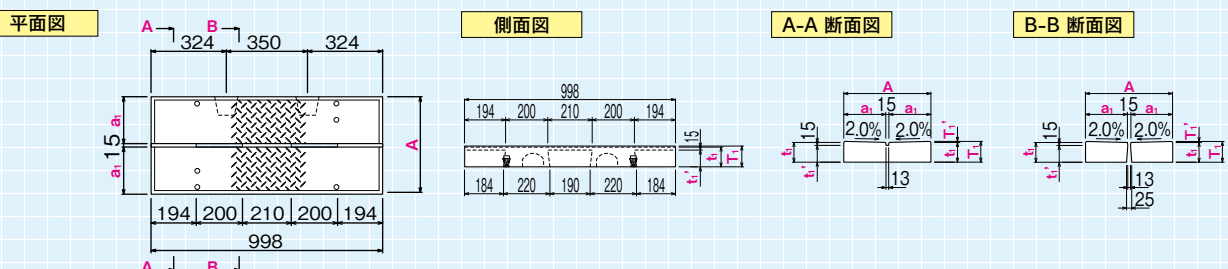 平面図
A B
324 350 324
a₁
15
a₁
A
194 200 210 200 194
998
A B
側面図
998
194 200 210 200 194
15
t₁' t₁ T₁
184 220 190 220 184
A-A 断面図
A
a₁ 15 a₁
15 2.0% 2.0% T₁'
t₁ t₁ T₁
t₁'
13
B-B 断面図
A
a₁ 15 a₁
15 2.0% 2.0% T₁'
t₁ t₁ T₁
t₁'
13
25